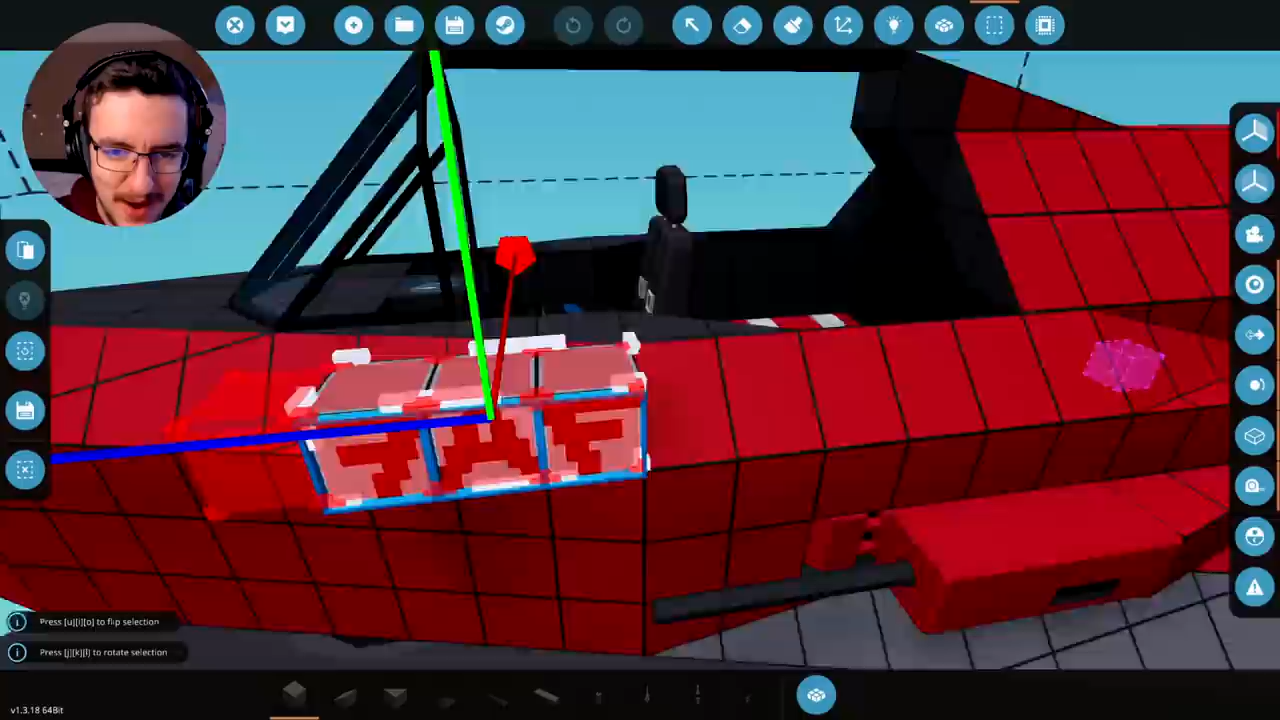 Press [u][i][o] to flip selection
Press [j][k][l] to rotate selection
v1.3.18 64Bit